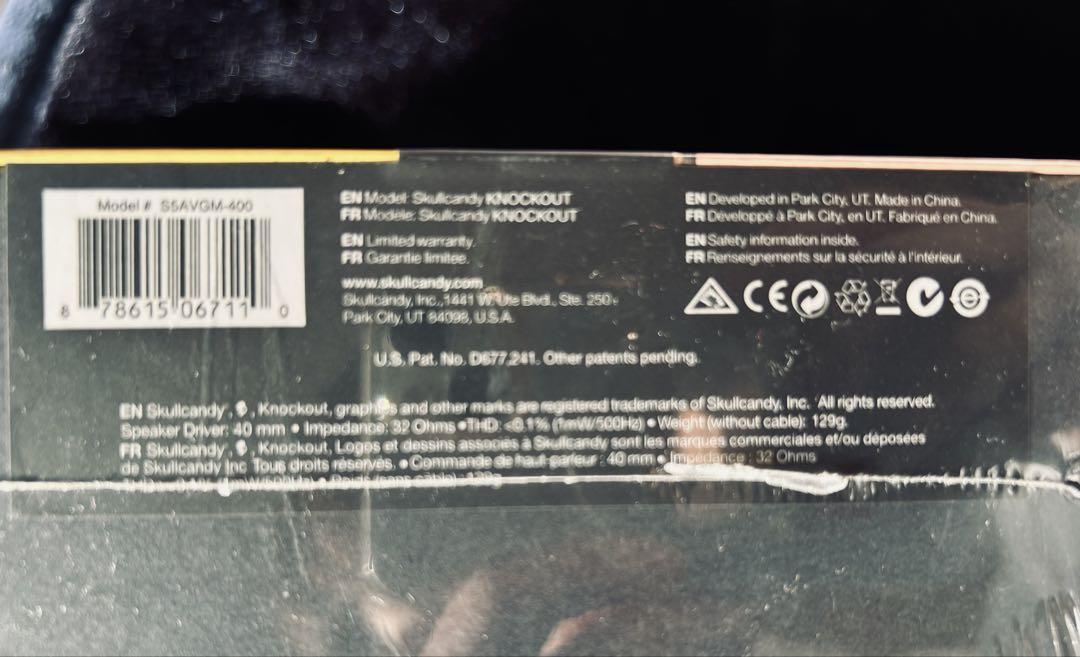 Model # S5AVGM-400
8 78615 06711 0
EN Model: Skullcandy KNOCKOUT
FR Modèle: Skullcandy KNOCKOUT
EN Limited warranty.
FR Garantie limitée.
www.skullcandy.com
Skullcandy, Inc., 1441 W. Ute Blvd., Ste. 250
Park City, UT 84098, U.S.A.
EN Developed in Park City, UT. Made in China.
FR Développé à Park City, en UT. Fabriqué en China.
EN Safety information inside.
FR Renseignements sur la sécurité à l'intérieur.
CE
U.S. Pat. No. D677,241. Other patents pending.
EN Skullcandy, , Knockout, graphics and other marks are registered trademarks of Skullcandy, Inc. All rights reserved.
Speaker Driver: 40 mm • Impedance: 32 Ohms •THD: <0.1% (1mW/500Hz) • Weight (without cable): 129g.
FR Skullcandy, , Knockout, Logos et dessins associés à Skullcandy sont les marques commerciales et/ou déposées
de Skullcandy Inc Tous droits réservés. • Commande de haut-parleur : 40 mm • Impédance : 32 Ohms